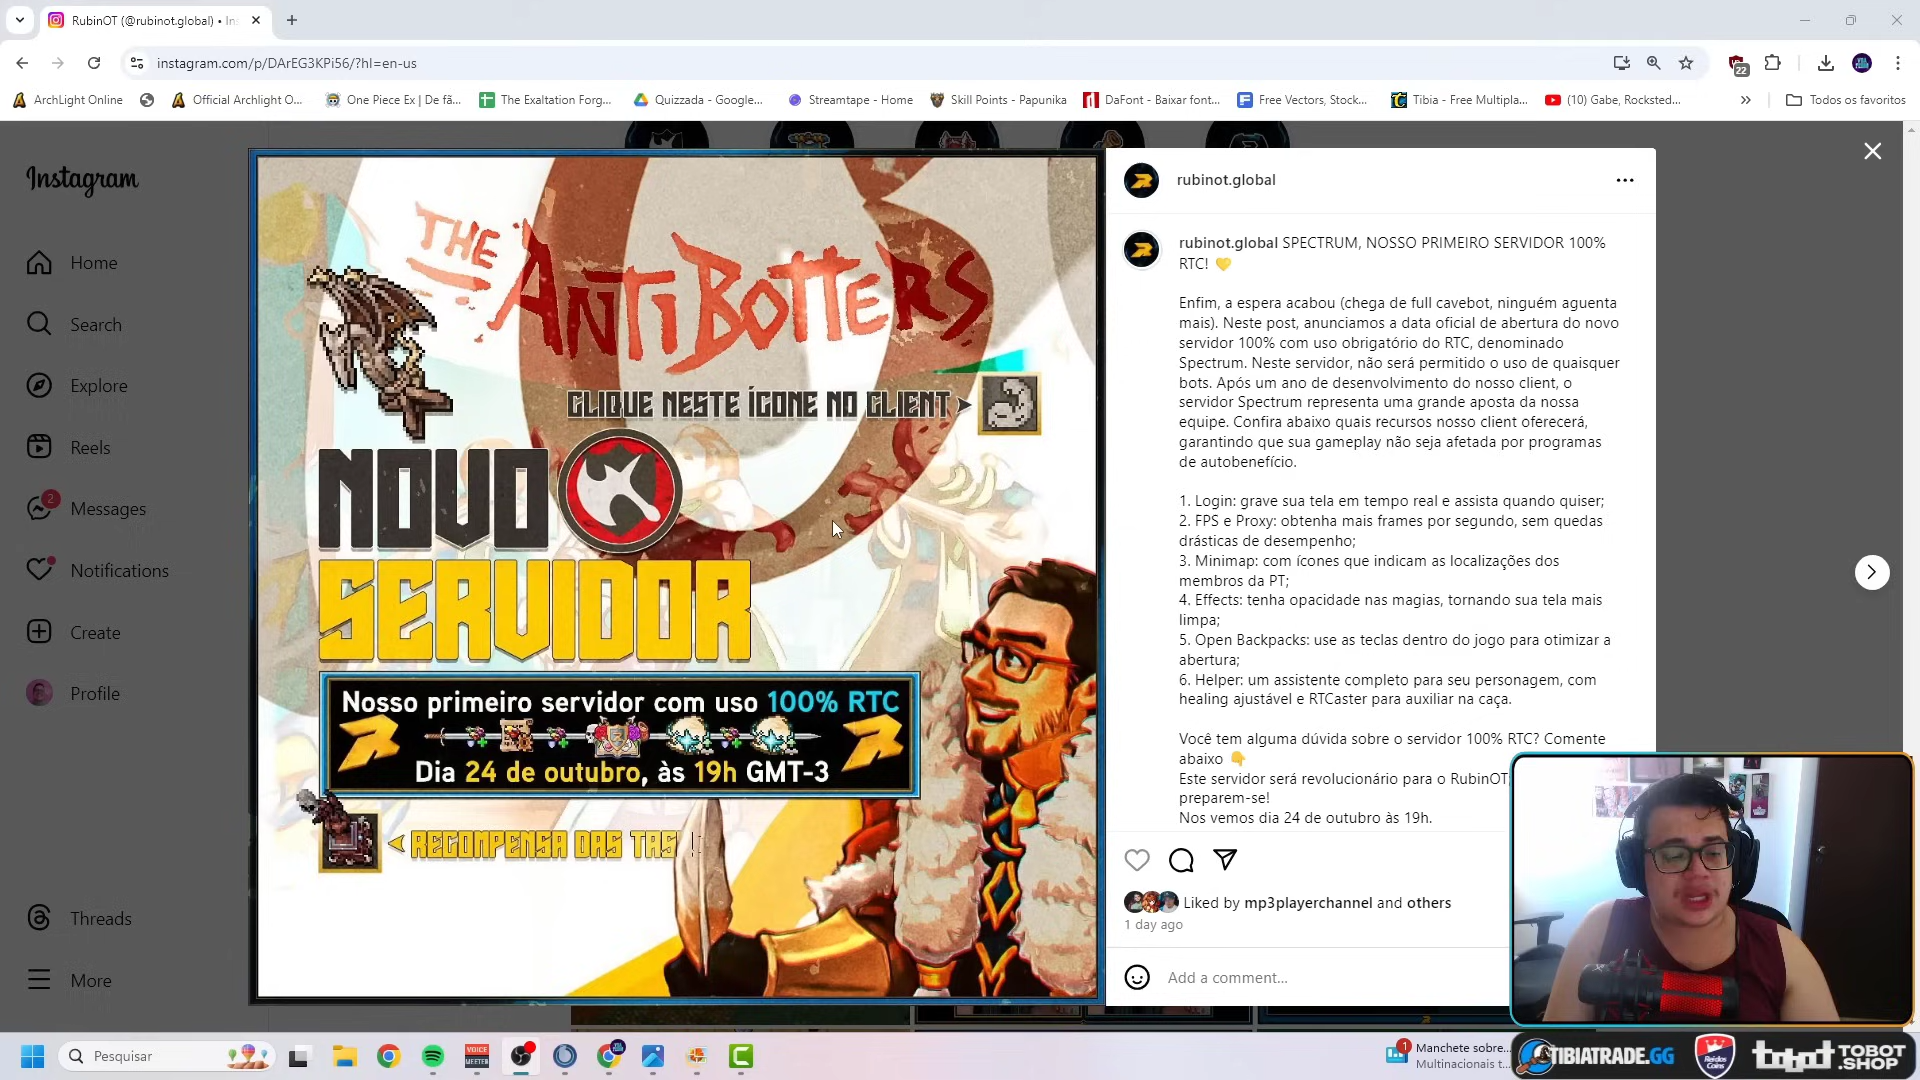 RubinOT (@rubinot.global) • In
instagram.com/p/DArEG3KPi56/?hl=en-us
22
ArchLight Online
Official Archlight O...
One Piece Ex | De fã...
The Exaltation Forg...
Quizzada - Google...
Streamtape - Home
Skill Points - Papunika
DaFont - Baixar font...
Free Vectors, Stock...
Tibia - Free Multipla...
(10) Gabe, Rocksted...
Todos os favoritos
Instagram
Home
Search
Explore
Reels
2
Messages
Notifications
Create
Profile
Threads
More
THE
ANTIBOTTERS
CLIQUE NESTE ÍCONE NO CLIENT
NOVO
SERVIDOR
Nosso primeiro servidor com uso 100% RTC
Dia 24 de outubro, às 19h GMT-3
RECOMPENSA DAS TAS
rubinot.global
rubinot.global SPECTRUM, NOSSO PRIMEIRO SERVIDOR 100%
RTC! 💛
Enfim, a espera acabou (chega de full cavebot, ninguém aguenta
mais). Neste post, anunciamos a data oficial de abertura do novo
servidor 100% com uso obrigatório do RTC, denominado
Spectrum. Neste servidor, não será permitido o uso de quaisquer
bots. Após um ano de desenvolvimento do nosso client, o
servidor Spectrum representa uma grande aposta da nossa
equipe. Confira abaixo quais recursos nosso client oferecerá,
garantindo que sua gameplay não seja afetada por programas
de autobenefício.
1. Login: grave sua tela em tempo real e assista quando quiser;
2. FPS e Proxy: obtenha mais frames por segundo, sem quedas
drásticas de desempenho;
3. Minimap: com ícones que indicam as localizações dos
membros da PT;
4. Effects: tenha opacidade nas magias, tornando sua tela mais
limpa;
5. Open Backpacks: use as teclas dentro do jogo para otimizar a
abertura;
6. Helper: um assistente completo para seu personagem, com
healing ajustável e RTCaster para auxiliar na caça.
Você tem alguma dúvida sobre o servidor 100% RTC? Comente
abaixo 👇
Este servidor será revolucionário para o RubinOT;
preparem-se!
Nos vemos dia 24 de outubro às 19h.
Liked by mp3playerchannel and others
1 day ago
Add a comment...
Pesquisar
VOICE
MEETER
1
Manchete sobre...
Multinacionais t...
TIBIATRADE.GG
Rei dos
Coins
tobot
TOBOT
.SHOP